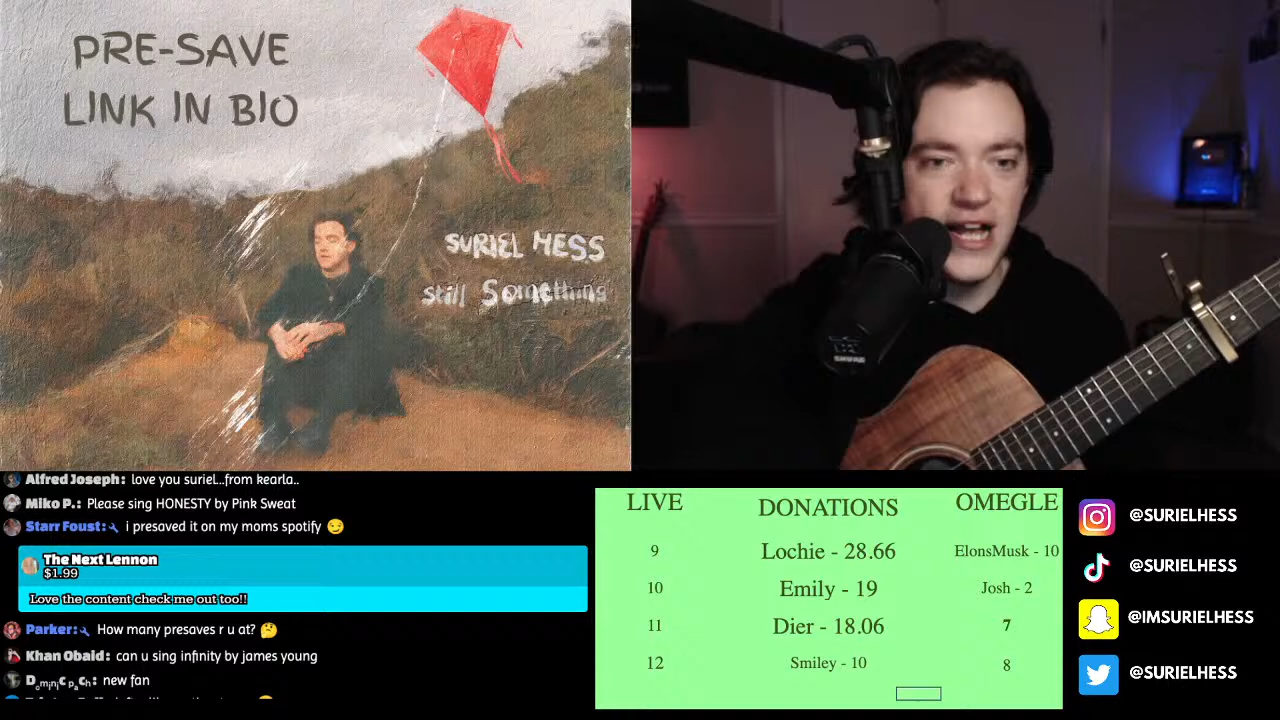 PRE-SAVE
LINK IN BIO
SURIEL HESS
Still Something
SHURE
Alfred Joseph: love you suriel...from kearla..
Miko P.: Please sing HONESTY by Pink Sweat
Starr Foust: i presaved it on my moms spotify 😏
The Next Lennon
$1.99
Love the content check me out too!!
Parker: How many presaves r u at? 🤔
Khan Obaid: can u sing infinity by james young
Dominic pach: new fan
LIVE DONATIONS OMEGLE
9 Lochie - 28.66 ElonsMusk - 10
10 Emily - 19 Josh - 2
11 Dier - 18.06 7
12 Smiley - 10 8
@SURIELHESS
@SURIELHESS
@IMSURIELHESS
@SURIELHESS